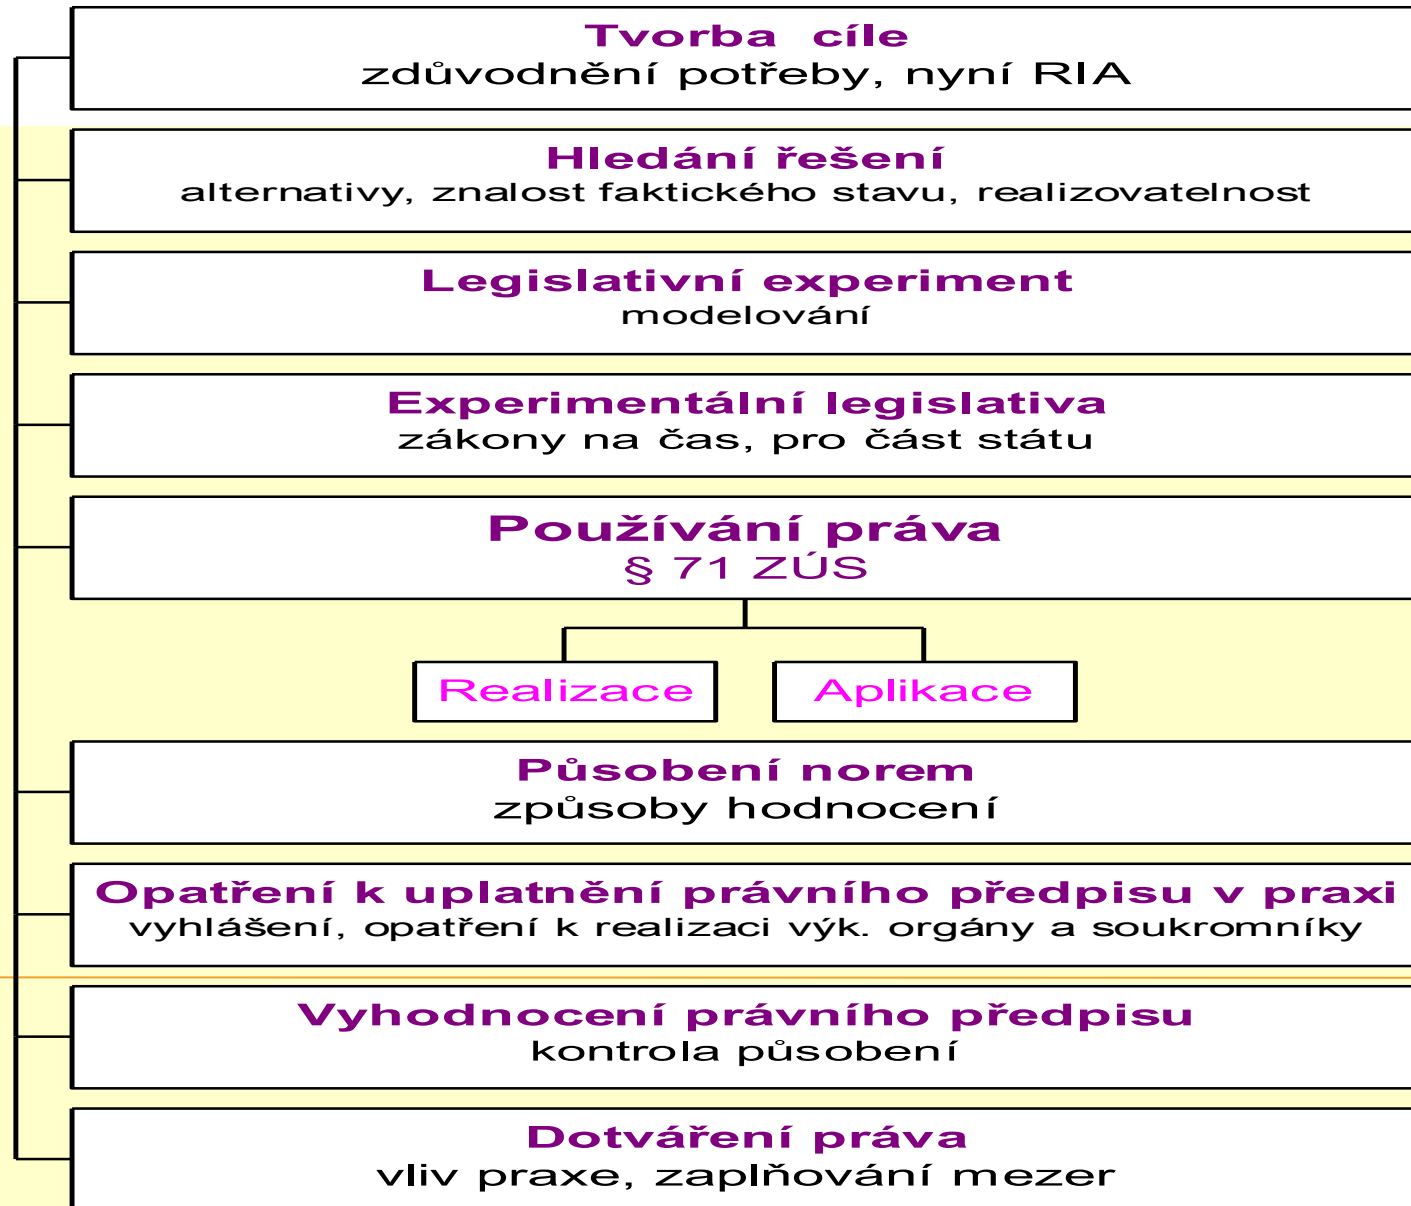 Tvorba cíle
zdůvodnění potřeby, nyní RIA
Hledání řešení
alternativy, znalost faktického stavu, realizovatelnost
Legislativní experiment
modelování
Experimentální legislativa
zákony na čas, pro část státu
Používání práva
§ 71 ZÚS
Realizace
Aplikace
Působení norem
způsoby hodnocení
Opatření k uplatnění právního předpisu v praxi
vyhlášení, opatření k realizaci výk. orgány a soukromníky
Vyhodnocení právního předpisu
kontrola působení
Dotváření práva
vliv praxe, zaplňování mezer